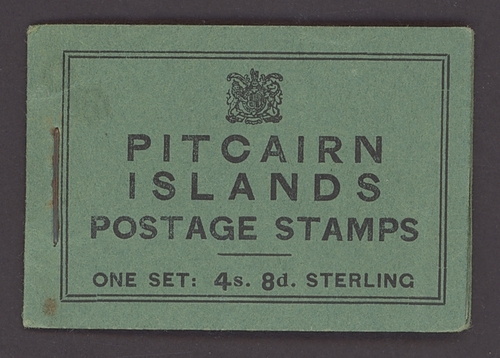 PITCAIRN
ISLANDS
POSTAGE STAMPS
ONE SET: 4s. 8d. STERLING